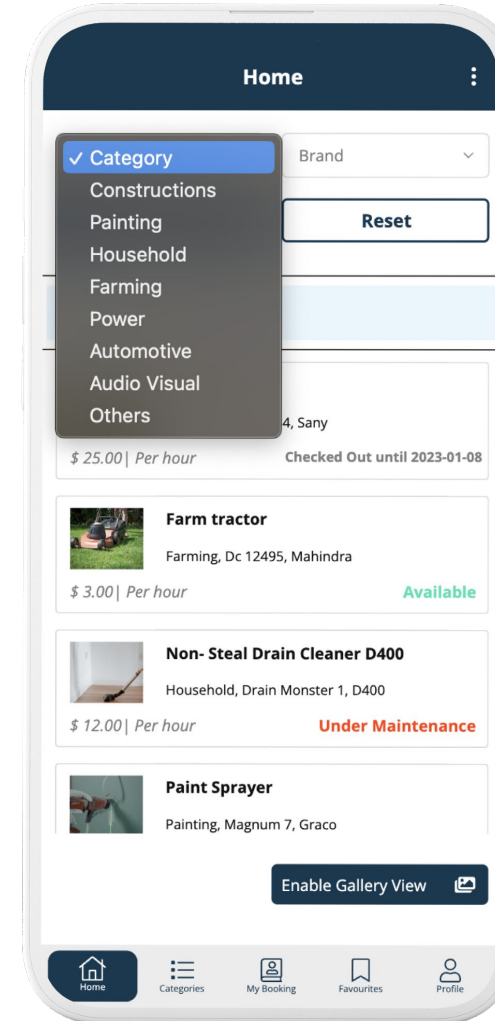 Home
✓ Category
Brand
Constructions
Painting
Reset
Household
Farming
Power
Automotive
Audio Visual
Others
4, Sany
$ 25.00| Per hour
Checked Out until 2023-01-08
Farm tractor
Farming, Dc 12495, Mahindra
$ 3.00| Per hour
Available
Non- Steal Drain Cleaner D400
Household, Drain Monster 1, D400
$ 12.00| Per hour
Under Maintenance
Paint Sprayer
Painting, Magnum 7, Graco
Enable Gallery View
Home
Categories
My Booking
Favourites
Profile